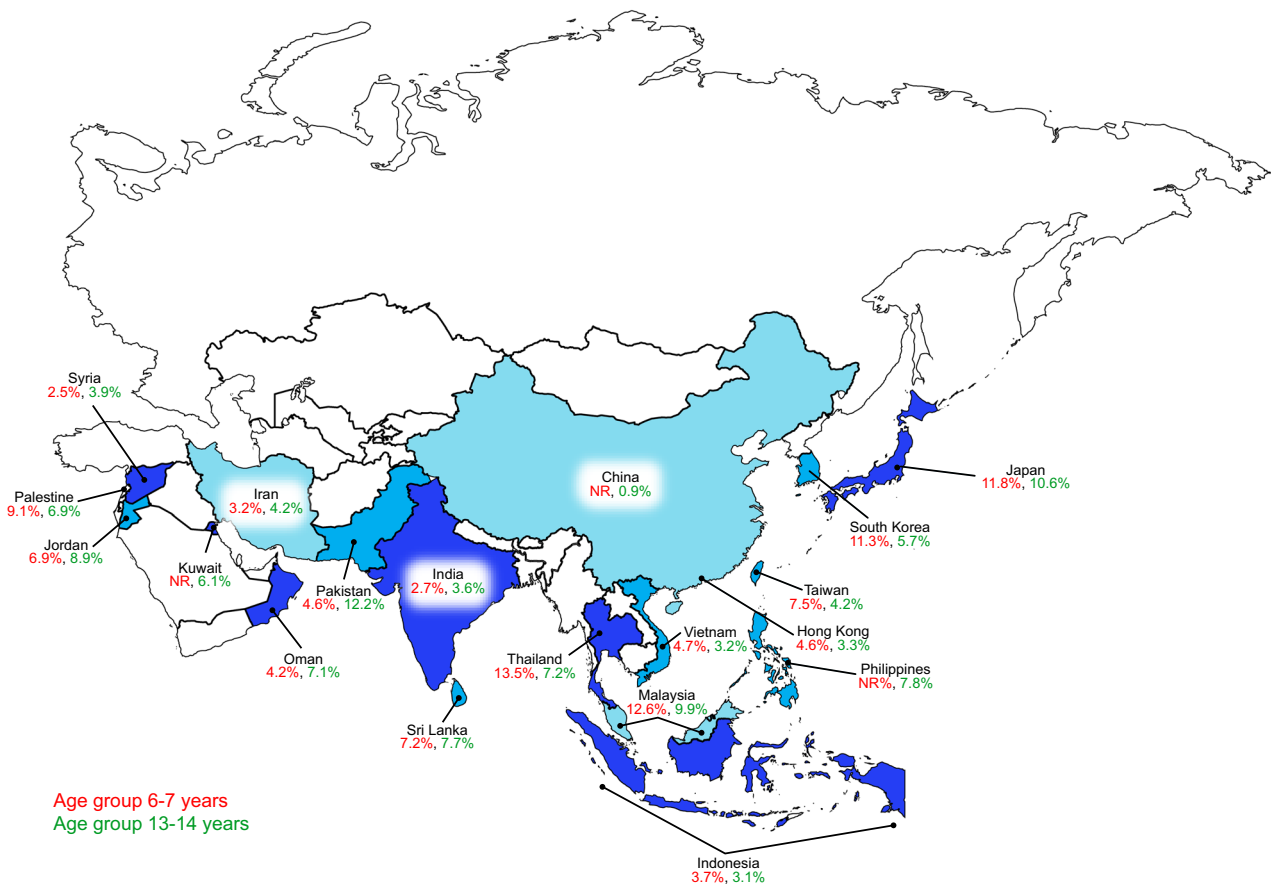 Syria
2.5%, 3.9%
Palestine
9.1%, 6.9%
Jordan
6.9%, 8.9%
Kuwait
NR, 6.1%
Iran
3.2%, 4.2%
Pakistan
4.6%, 12.2%
Oman
4.2%, 7.1%
India
2.7%, 3.6%
Sri Lanka
7.2%, 7.7%
China
NR, 0.9%
Japan
11.8%, 10.6%
South Korea
11.3%, 5.7%
Taiwan
7.5%, 4.2%
Hong Kong
4.6%, 3.3%
Vietnam
4.7%, 3.2%
Thailand
13.5%, 7.2%
Philippines
NR%, 7.8%
Malaysia
12.6%, 9.9%
Indonesia
3.7%, 3.1%
Age group 6-7 years
Age group 13-14 years